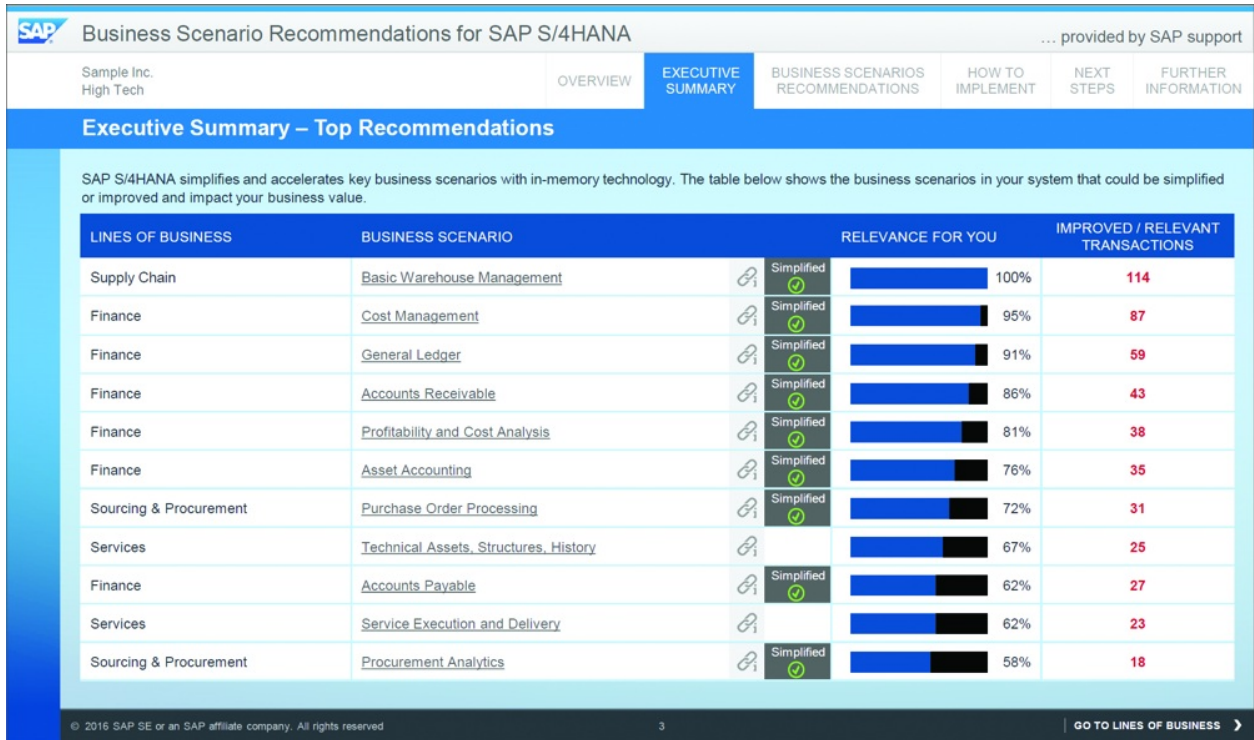 SAP Business Scenario Recommendations for SAP S/4HANA … provided by SAP support
Sample Inc.
High Tech
OVERVIEW
EXECUTIVE
SUMMARY
BUSINESS SCENARIOS
RECOMMENDATIONS
HOW TO
IMPLEMENT
NEXT
STEPS
FURTHER
INFORMATION
Executive Summary – Top Recommendations
SAP S/4HANA simplifies and accelerates key business scenarios with in-memory technology. The table below shows the business scenarios in your system that could be simplified
or improved and impact your business value.
LINES OF BUSINESS BUSINESS SCENARIO RELEVANCE FOR YOU IMPROVED / RELEVANT
TRANSACTIONS
Supply Chain Basic Warehouse Management Simplified 100% 114
Finance Cost Management Simplified 95% 87
Finance General Ledger Simplified 91% 59
Finance Accounts Receivable Simplified 86% 43
Finance Profitability and Cost Analysis Simplified 81% 38
Finance Asset Accounting Simplified 76% 35
Sourcing & Procurement Purchase Order Processing Simplified 72% 31
Services Technical Assets, Structures, History 67% 25
Finance Accounts Payable Simplified 62% 27
Services Service Execution and Delivery 62% 23
Sourcing & Procurement Procurement Analytics Simplified 58% 18
© 2016 SAP SE or an SAP affiliate company. All rights reserved 3 GO TO LINES OF BUSINESS